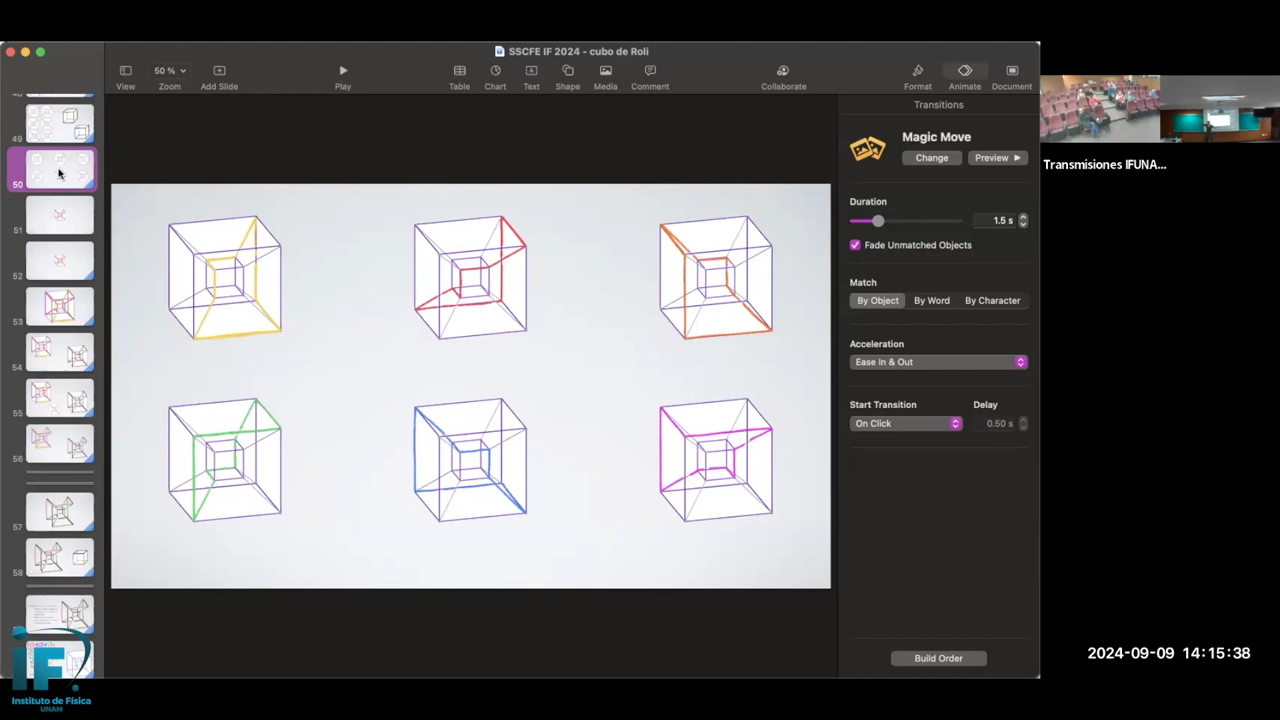 SSCFE IF 2024 - cubo de Roli
View
50 %
Zoom
Add Slide
Play
Table
Chart
Text
Shape
Media
Comment
Collaborate
Format
Animate
Document
Transitions
Magic Move
Change
Preview
Duration
1.5 s
Fade Unmatched Objects
Match
By Object
By Word
By Character
Acceleration
Ease In & Out
Start Transition
Delay
On Click
0.50 s
Build Order
49
50
51
52
53
54
55
56
57
58
Transmisiones IFUNA...
2024-09-09 14:15:38
IF
Instituto de Física
UNAM